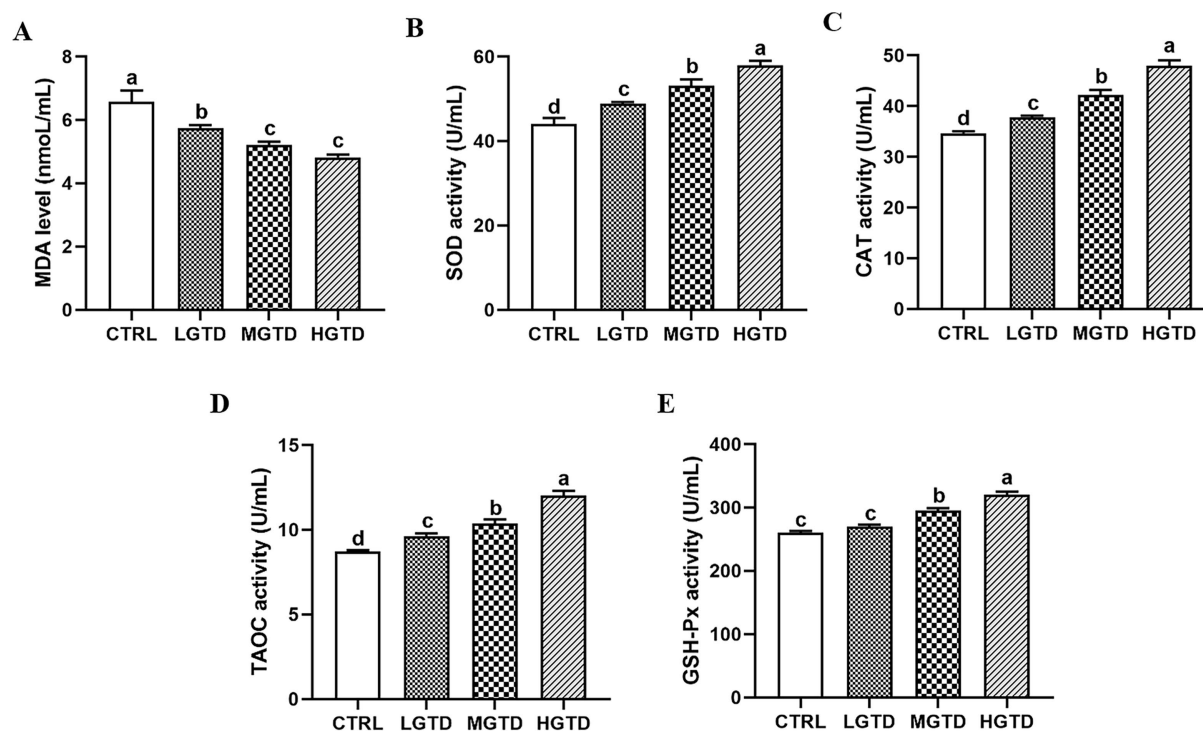 A
MDA level (nmoL/mL)
8
6
4
2
0
a
b
c
c
CTRL LGTD MGTD HGTD
B
SOD activity (U/mL)
60
40
20
0
d
c
b
a
CTRL LGTD MGTD HGTD
C
CAT activity (U/mL)
50
40
30
20
10
0
d
c
b
a
CTRL LGTD MGTD HGTD
D
TAOC activity (U/mL)
15
10
5
0
d
c
b
a
CTRL LGTD MGTD HGTD
E
GSH-Px activity (U/mL)
400
300
200
100
0
c
c
b
a
CTRL LGTD MGTD HGTD